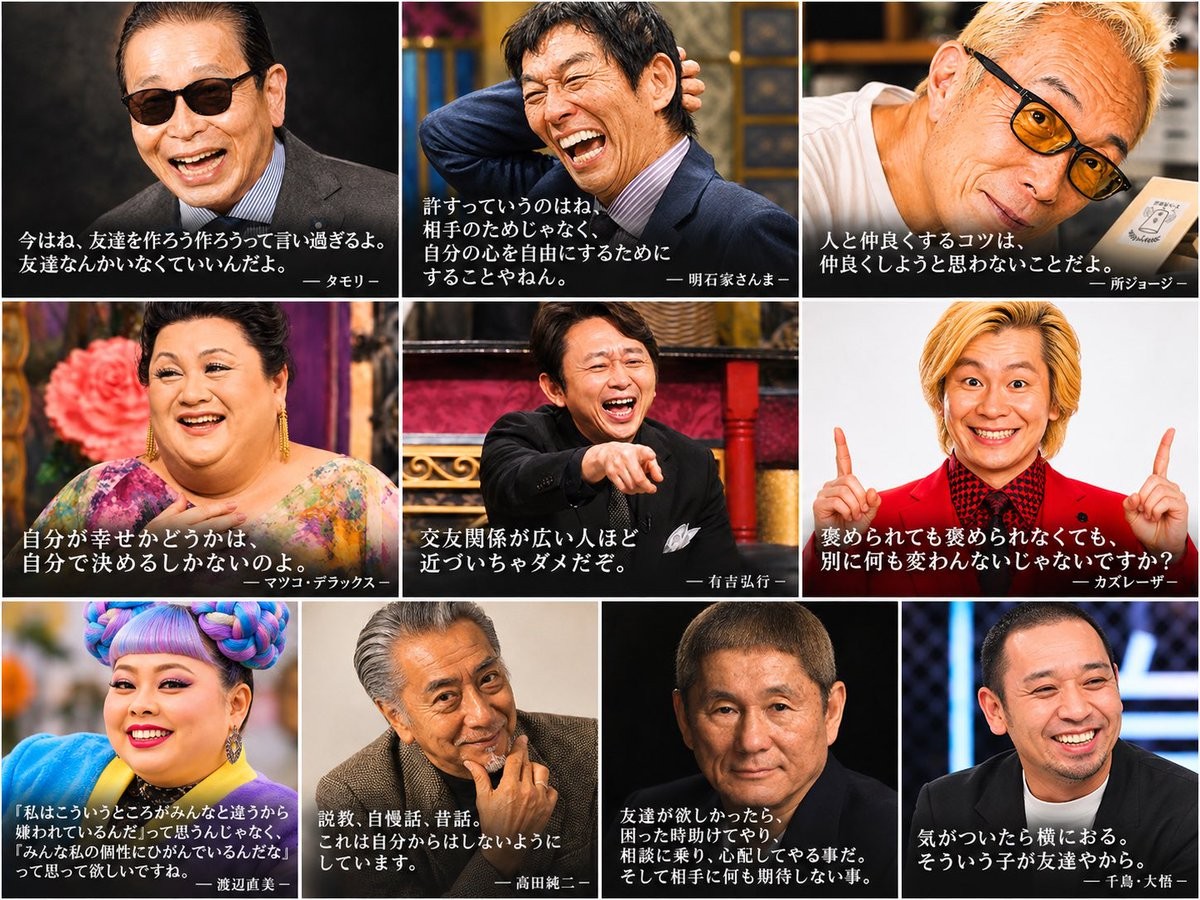 今はね、友達を作ろう作ろうって言い過ぎるよ。
友達なんかいなくていいんだよ。
― タモリ ―
許すっていうのはね、
相手のためじゃなく、
自分の心を自由にするために
することやねん。
― 明石家さんま ―
人と仲良くするコツは、
仲良くしようと思わないことだよ。
― 所ジョージ ―
自分が幸せかどうかは、
自分で決めるしかないのよ。
― マツコ・デラックス ―
交友関係が広い人ほど
近づいちゃダメだぞ。
― 有吉弘行 ―
褒められても褒められなくても、
別に何も変わんないじゃないですか?
― カズレーザー ―
『私はこういうところがみんなと違うから
嫌われているんだ』って思うんじゃなく、
『みんな私の個性にひがんでいるんだな』
って思って欲しいですね。
― 渡辺直美 ―
説教、自慢話、昔話。
これは自分からはしないように
しています。
― 高田純二 ―
友達が欲しかったら、
困った時助けてやり、
相談に乗り、心配してやる事だ。
そして相手に何も期待しない事。
気がついたら横におる。
そういう子が友達やから。
― 千鳥・大悟 ―